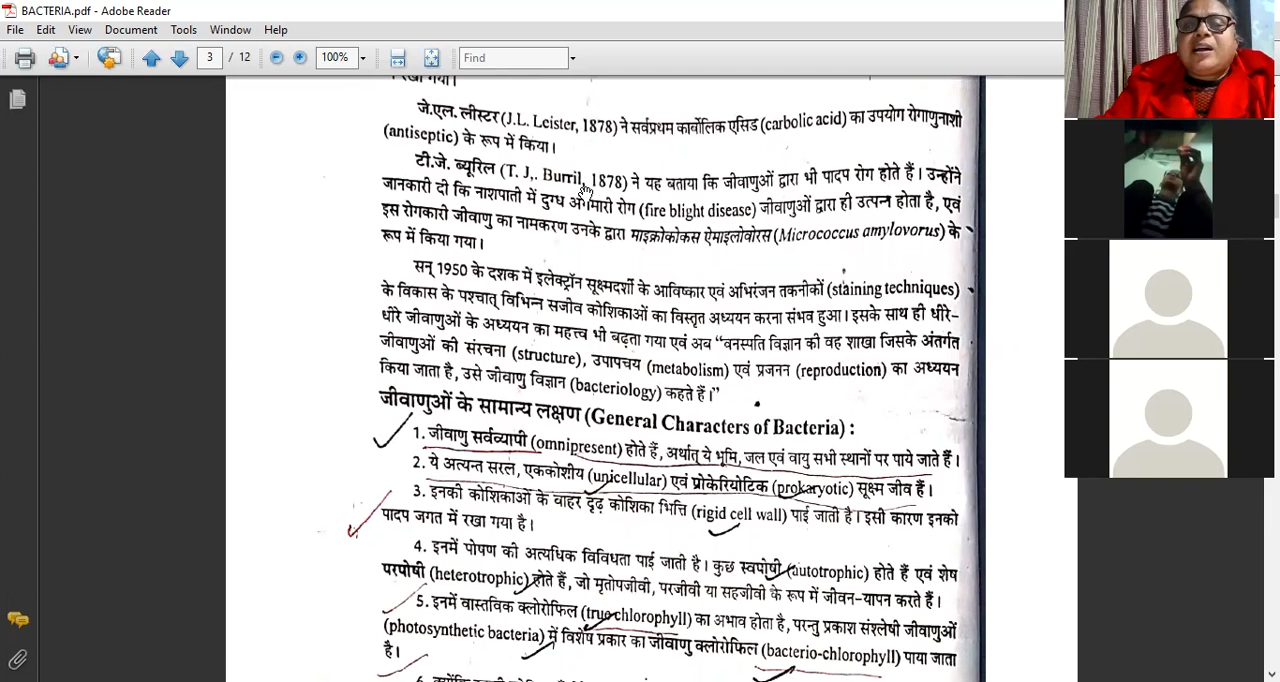 BACTERIA.pdf - Adobe Reader
File Edit View Document Tools Window Help
3 / 12 100% Find
जे.एल. लीस्टर (J.L. Leister, 1878) ने सर्वप्रथम कार्वोलिक एसिड (carbolic acid) का उपयोग रोगाणुनाशी
(antiseptic) के रूप में किया।
टी.जे. ब्यूरिल (T. J,. Burril, 1878) ने यह बताया कि जीवाणुओं द्वारा भी पादप रोग होते हैं। उन्होंने
जानकारी दी कि नाशपाती में दुग्ध रोग (fire blight disease) जीवाणुओं द्वारा ही उत्पन्न होता है, एवं
इस रोगकारी जीवाणु का नामकरण उनके द्वारा माइक्रोकोकस ऐमाइलोवोरस (Micrococcus amylovorus) के
रूप में किया गया।
सन् 1950 के दशक में इलेक्ट्रॉन सूक्ष्मदर्शी के आविष्कार एवं अभिरंजन तकनीकों (staining techniques)
के विकास के पश्चात् विभिन्न सजीव कोशिकाओं का विस्तृत अध्ययन करना संभव हुआ। इसके साथ ही धीरे-
धीरे जीवाणुओं के अध्ययन का महत्त्व भी बढ़ता गया एवं अब “वनस्पति विज्ञान की वह शाखा जिसके अंतर्गत
जीवाणुओं की संरचना (structure), उपापचय (metabolism) एवं प्रजनन (reproduction) का अध्ययन
किया जाता है, उसे जीवाणु विज्ञान (bacteriology) कहते हैं।”
जीवाणुओं के सामान्य लक्षण (General Characters of Bacteria) :
1. जीवाणु सर्वव्यापी (omnipresent) होते हैं, अर्थात् ये भूमि, जल एवं वायु सभी स्थानों पर पाये जाते हैं।
2. ये अत्यन्त सरल, एककोशीय (unicellular) एवं प्रोकेरियोटिक (prokaryotic) सूक्ष्म जीव हैं।
3. इनकी कोशिकाओं के बाहर दृढ़ कोशिका भित्ति (rigid cell wall) पाई जाती है। इसी कारण इनको
पादप जगत में रखा गया है।
4. इनमें पोषण की अत्यधिक विविधता पाई जाती है। कुछ स्वपोषी (autotrophic) होते हैं एवं शेष
परपोषी (heterotrophic) होते हैं, जो मृतोपजीवी, परजीवी या सहजीवी के रूप में जीवन-यापन करते हैं।
5. इनमें वास्तविक क्लोरोफिल (true chlorophyll) का अभाव होता है, परन्तु प्रकाश संश्लेषी जीवाणुओं
(photosynthetic bacteria) में विशेष प्रकार का जीवाणु क्लोरोफिल (bacterio-chlorophyll) पाया जाता
है।